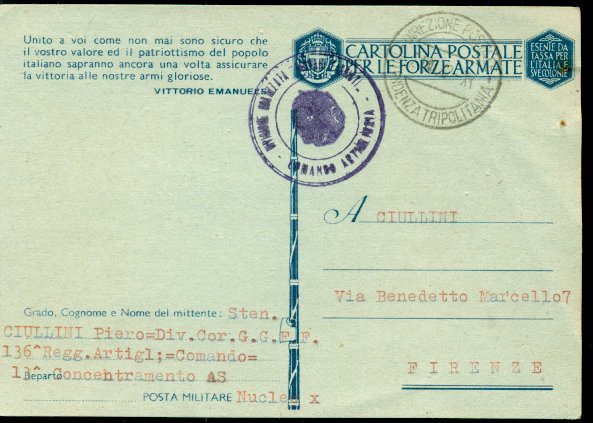 Unito a voi come non mai sono sicuro che
il vostro valore ed il patriottismo del popolo
italiano sapranno ancora una volta assicurare
la vittoria alle nostre armi gloriose.
VITTORIO EMANUELE
CARTOLINA POSTALE
PER LE FORZE ARMATE
ESENTE DA
TASSA PER
L'ITALIA
E COLONIE
DIREZIONE
TRIPOLITANIA
COMANDO
A CIULLINI
Via Benedetto Marcello7
FIRENZE
Grado, Cognome e Nome del mittente: Sten.
CIULLINI Piero=Div.Cor.G.G.F.F.
136^Regg.Artigl;=Comando=
Reparto Concentramento AS
POSTA MILITARE Nucleo x